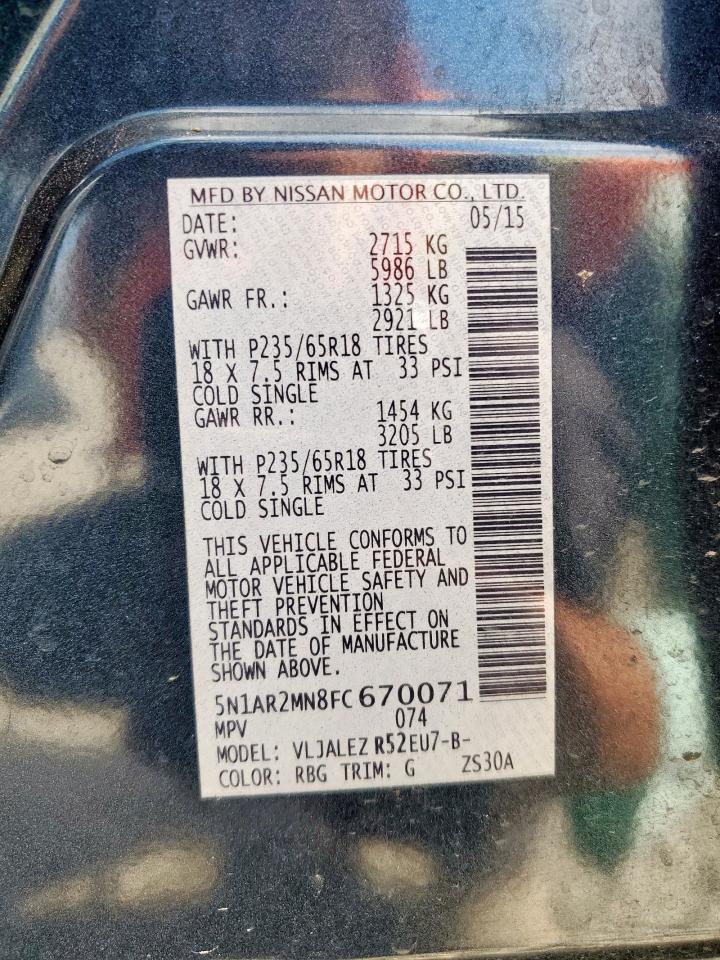 MFD BY NISSAN MOTOR CO., LTD.
DATE: 05/15
GVWR: 2715 KG
5986 LB
GAWR FR.: 1325 KG
2921 LB
WITH P235/65R18 TIRES
18 X 7.5 RIMS AT 33 PSI
COLD SINGLE
GAWR RR.: 1454 KG
3205 LB
WITH P235/65R18 TIRES
18 X 7.5 RIMS AT 33 PSI
COLD SINGLE
THIS VEHICLE CONFORMS TO
ALL APPLICABLE FEDERAL
MOTOR VEHICLE SAFETY AND
THEFT PREVENTION
STANDARDS IN EFFECT ON
THE DATE OF MANUFACTURE
SHOWN ABOVE.
5N1AR2MN8FC 670071
MPV 074
MODEL: VLJALEZ R52EU7-B-
COLOR: RBG TRIM: G ZS30A